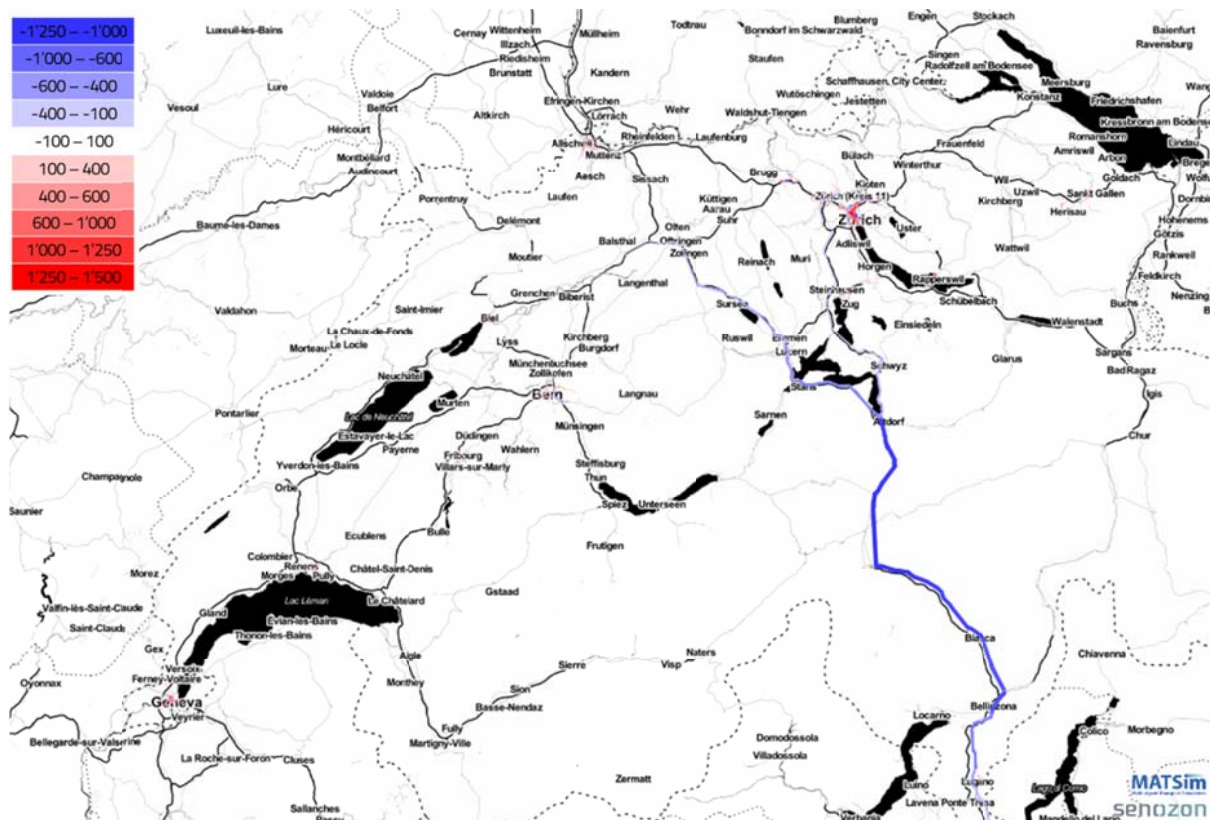 -1'250 – -1'000
-1'000 – -600
-600 – -400
-400 – -100
-100 – 100
100 – 400
400 – 600
600 – 1'000
1'000 – 1'250
1'250 – 1'500
Luxeuil-les-Bains
Cernay
Wittenheim
Müllheim
Todtnau
Blumberg
Engen
Stockach
Baienfurt
Illzach
Riedisheim
Brunstatt
Bonndorf im Schwarzwald
Singen
Ravensburg
Lure
Kandern
Staufen
Radolfzell am Bodensee
Meersburg
Vesoul
Valdoie
Belfort
Altkirch
Efringen-Kirchen
Lörrach
Wehr
Waldshut-Tiengen
Wutöschingen
Schaffhausen, City Center
Jestetten
Konstanz
Friedrichshafen
Héricourt
Rheinfelden
Laufenburg
Romanshorn
Lindau
Montbéliard
Audincourt
Allschwil
Muttenz
Aesch
Sissach
Bülach
Frauenfeld
Winterthur
Amriswil
Arbon
Goldach
Brugg
Kloten
Wil
Uzwil
Sankt Gallen
Porrentruy
Laufen
Küttigen
Aarau
Suhr
Zürich (Kreis 11)
Zürich
Kirchberg
Herisau
Hohenems
Götzis
Baume-les-Dames
Delémont
Balsthal
Olten
Oftringen
Zofingen
Adliswil
Uster
Wattwil
Rankweil
Moutier
Reinach
Muri
Horgen
Rapperswil
Feldkirch
Valdahon
Saint-Imier
Grenchen
Biberist
Langenthal
Sursee
Steinhausen
Zug
Schübelbach
Buchs
Nenzing
La Chaux-de-Fonds
Le Locle
Morteau
Biel
Lyss
Kirchberg
Burgdorf
Ruswil
Emmen
Luzern
Einsiedeln
Walenstadt
Sargans
Glarus
Bad Ragaz
Neuchâtel
Münchenbuchsee
Zollikofen
Bern
Langnau
Stans
Schwyz
Igis
Pontarlier
Lac de Neuchâtel
Murten
Münsingen
Sarnen
Altdorf
Chur
Estavayer-le-Lac
Payerne
Düdingen
Fribourg
Villars-sur-Marly
Wahlern
Steffisburg
Thun
Champagnole
Yverdon-les-Bains
Orbe
Spiez
Unterseen
Saunier
Ecublens
Bulle
Frutigen
Colombier
Renens
Morges
Pully
Châtel-Saint-Denis
Morez
Gstaad
Lac Léman
Le Châtelard
Valfin-lès-Saint-Claude
Saint-Claude
Gland
Évian-les-Bains
Thonon-les-Bains
Biasca
Chiavenna
Gex
Aigle
Naters
Visp
Sierre
Versoix
Ferney-Voltaire
Oyonnax
Monthey
Sion
Basse-Nendaz
Geneva
Veyrier
Bellinzona
Locarno
Bellegarde-sur-Valserine
Fully
Martigny-Ville
Domodossola
Villadossola
Colico
Morbegno
La Roche-sur-Foron
Cluses
Zermatt
Luino
Lugano
Lavena Ponte Tresa
Lago di Como
MATSim
senozon
Sallanches
Verbania
Mandello del Lario